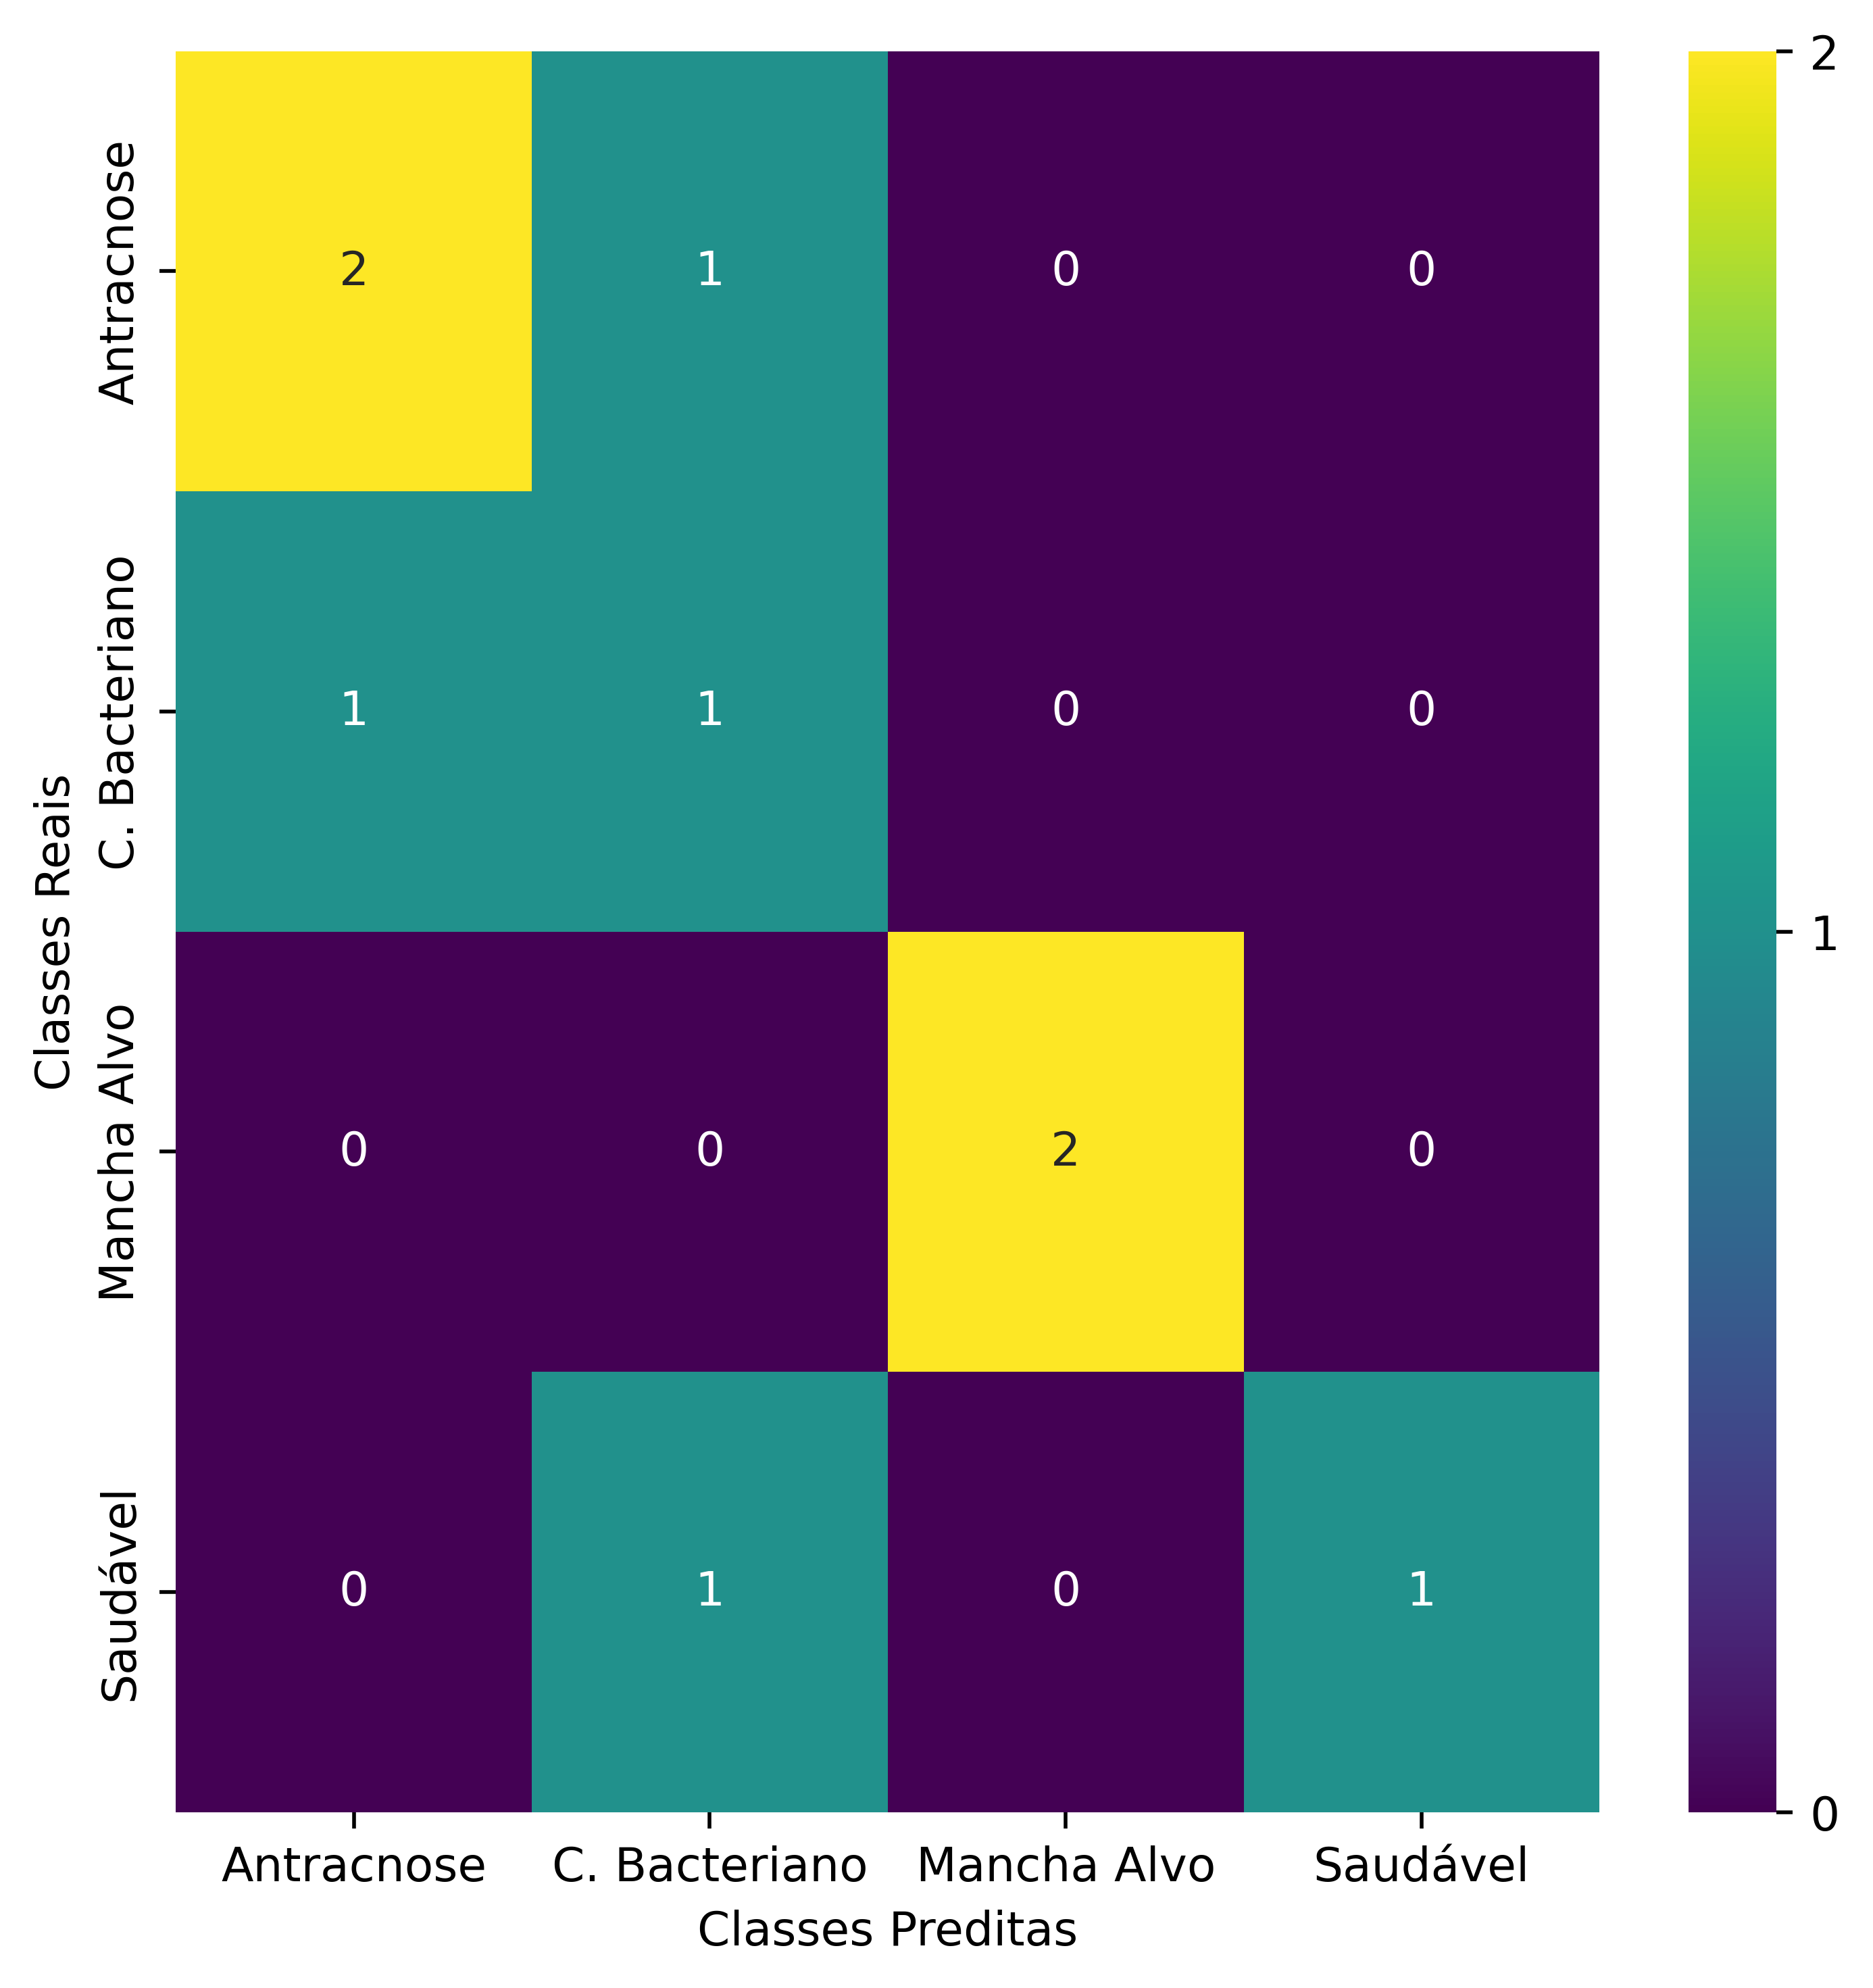 Classes Reais
Antracnose
2 1 0 0
C. Bacteriano
1 1 0 0
Mancha Alvo
0 0 2 0
Saudável
0 1 0 1
Antracnose C. Bacteriano Mancha Alvo Saudável
Classes Preditas
2
1
0